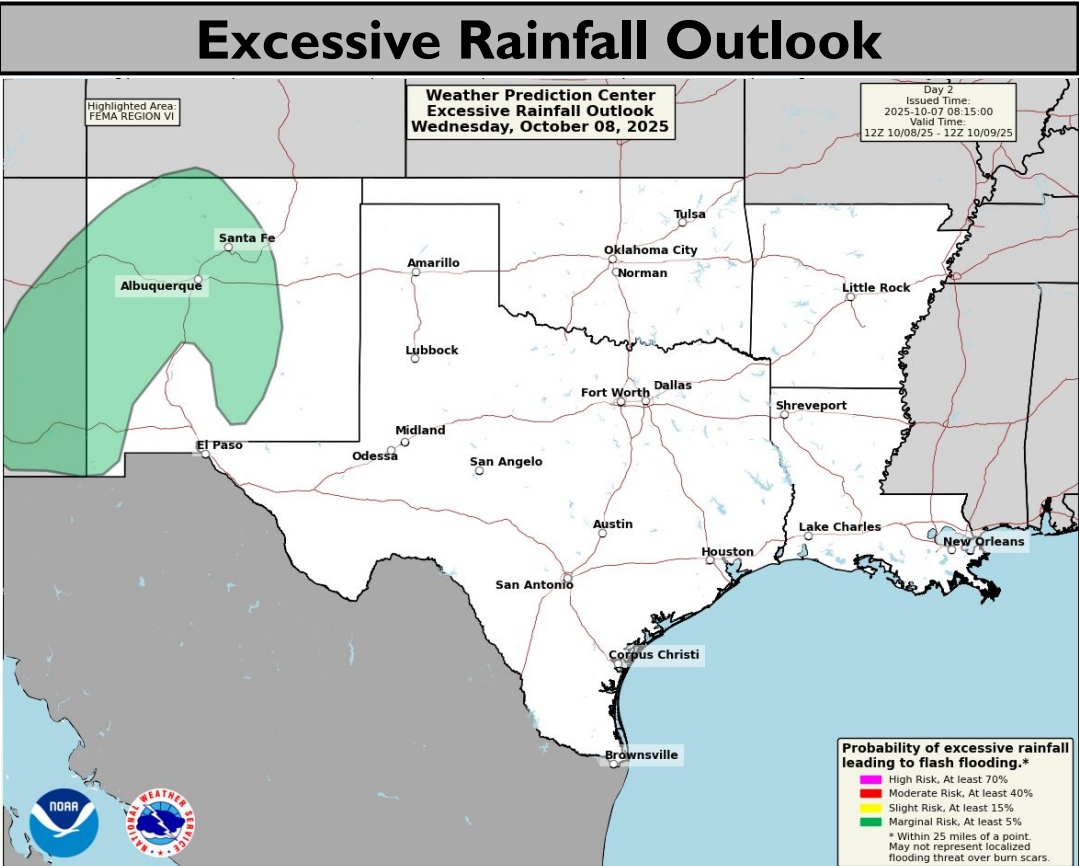 Excessive Rainfall Outlook
Highlighted Area:
FEMA REGION VI
Weather Prediction Center
Excessive Rainfall Outlook
Wednesday, October 08, 2025
Day 2
Issued Time:
2025-10-07 08:15:00
Valid Time:
12Z 10/08/25 - 12Z 10/09/25
Tulsa
Santa Fe
Oklahoma City
Amarillo
Norman
Albuquerque
Little Rock
Lubbock
Fort Worth
Dallas
Shreveport
Midland
El Paso
Odessa
San Angelo
Austin
Lake Charles
New Orleans
Houston
San Antonio
Corpus Christi
Brownsville
Probability of excessive rainfall
leading to flash flooding.*
High Risk, At least 70%
Moderate Risk, At least 40%
Slight Risk, At least 15%
Marginal Risk, At least 5%
* Within 25 miles of a point.
May not represent localized
flooding threat over burn scars.
NOAA
NATIONAL WEATHER SERVICE